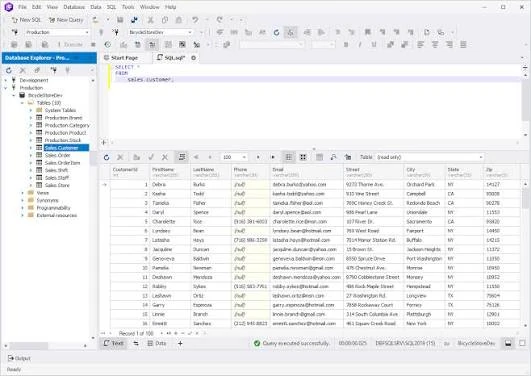 File Edit View Database Data SQL Window Help
New SQL New Query
Production BicycleStoreDev
Execute
Database Explorer - Pro... Start Page SQL.sql*
SELECT *
FROM
sales.customer;
Development
Production
BicycleStoreDev
Tables (10)
System Tables
Production.Brand
Production.Category
Production.Product
Production.Stock
Sales.Customer
Sales.Order
Sales.OrderItem
Sales.Staff
Sales.Store
Views
Synonyms
Programmability
External resources
100 Table (read only)
CustomerId FirstName LastName Phone Email Street City State Zip
1 Debra Burks (null) debra.burks@yahoo.com 9273 Thorne Ave. Orchard Park NY 14127
2 Kasha Todd (null) kasha.todd@yahoo.com 910 Vine Street Campbell CA 95008
3 Tameka Fisher (null) tameka.fisher@aol.com 769C Honey Creek St. Redondo Beach CA 90278
4 Daryl Spence (null) daryl.spence@aol.com 988 Pearl Lane Uniondale NY 11553
5 Charolette Rice (916) 381-6003 charolette.rice@msn.com 107 River Dr. Sacramento CA 95820
6 Lyndsey Bean (null) lyndsey.bean@hotmail.com 769 West Road Fairport NY 14450
7 Latasha Hays (716) 986-3359 latasha.hays@hotmail.com 7014 Manor Station Rd. Buffalo NY 14215
8 Jacquline Duncan (null) jacquline.duncan@yahoo.com 15 Brown St. Jackson Heights NY 11372
9 Genoveva Baldwin (null) genoveva.baldwin@msn.com 8550 Spruce Drive Port Washington NY 11050
10 Pamelia Newman (null) pamelia.newman@gmail.com 476 Chestnut Ave. Monroe NY 10950
11 Deshawn Mendoza (null) deshawn.mendoza@yahoo.com 8790 Cobblestone Street Monsey NY 10952
12 Robby Sykes (516) 583-7761 robby.sykes@hotmail.com 486 Rock Maple Street Hempstead NY 11550
13 Lashawn Ortiz (null) lashawn.ortiz@msn.com 27 Washington Rd. Longview TX 75604
14 Garry Espinoza (null) garry.espinoza@hotmail.com 7858 Rockaway Court Forney TX 75126
15 Linnie Branch (null) linnie.branch@gmail.com 314 South Columbia Ave. Plattsburgh NY 12901
16 Emmitt Sanchez (212) 945-8823 emmitt.sanchez@hotmail.com 461 Squaw Creek Road New York NY 10002
Record 1 of 100
Text Data Query executed successfully. 00:00:00.025 DBFSQLSRV\SQL2019 (15) sa BicycleStoreDev
Output
Ready